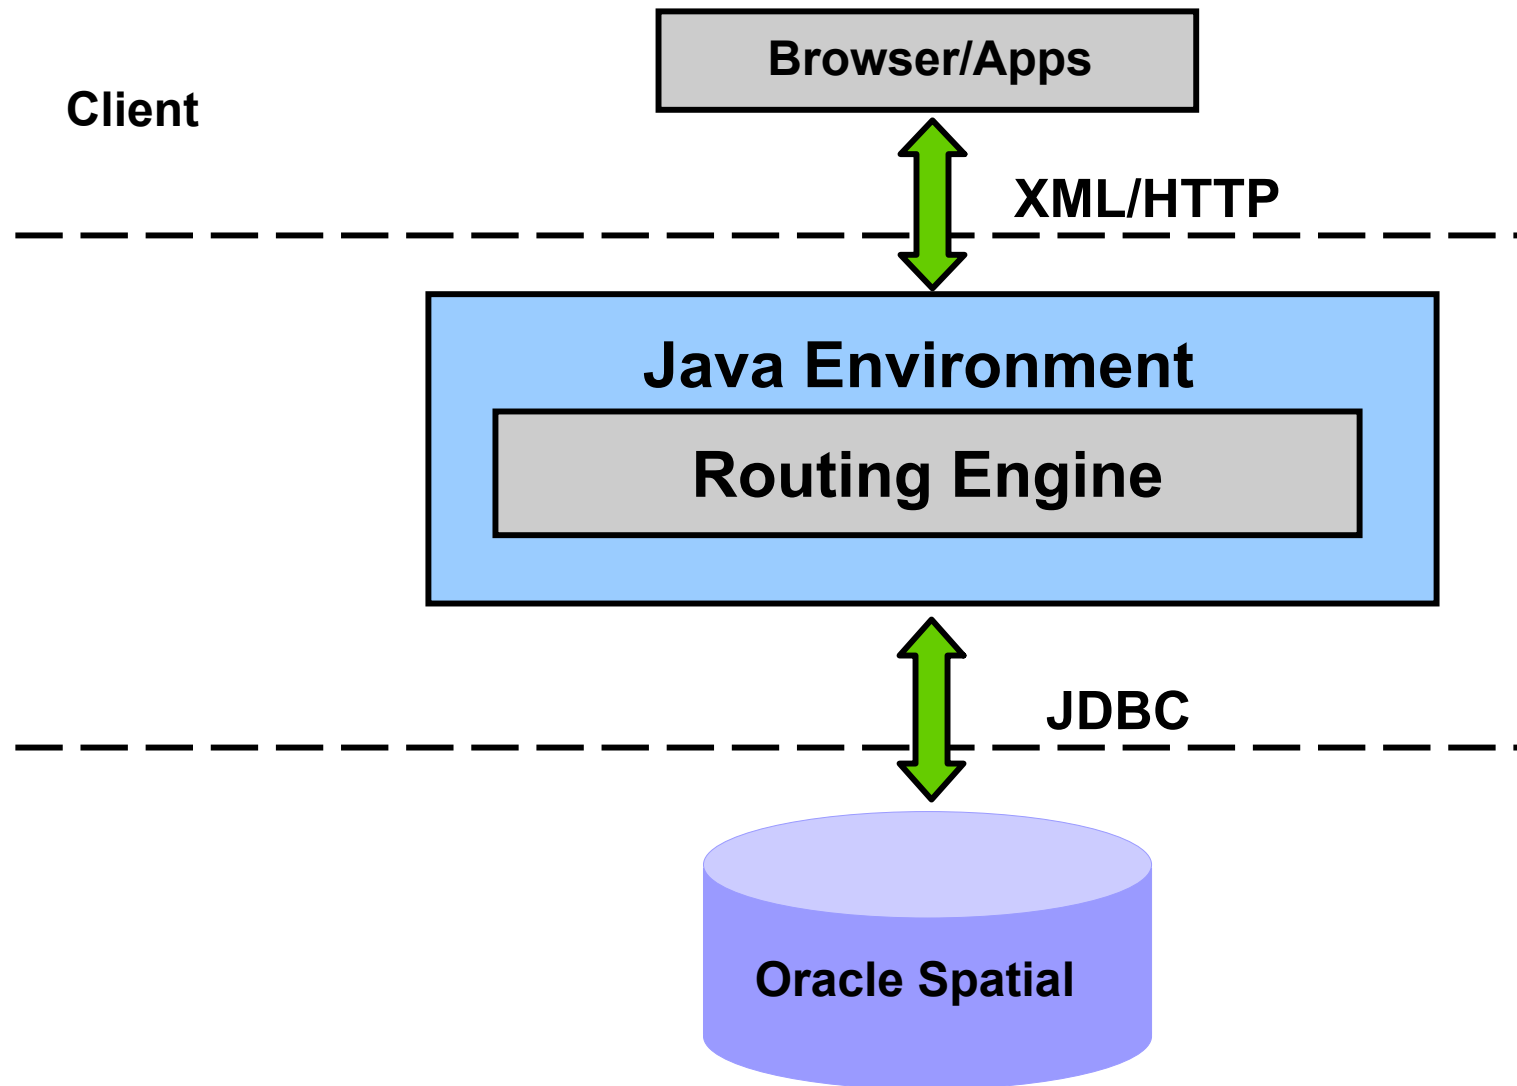 Browser/Apps
Client
XML/HTTP
Java Environment
Routing Engine
JDBC
Oracle Spatial